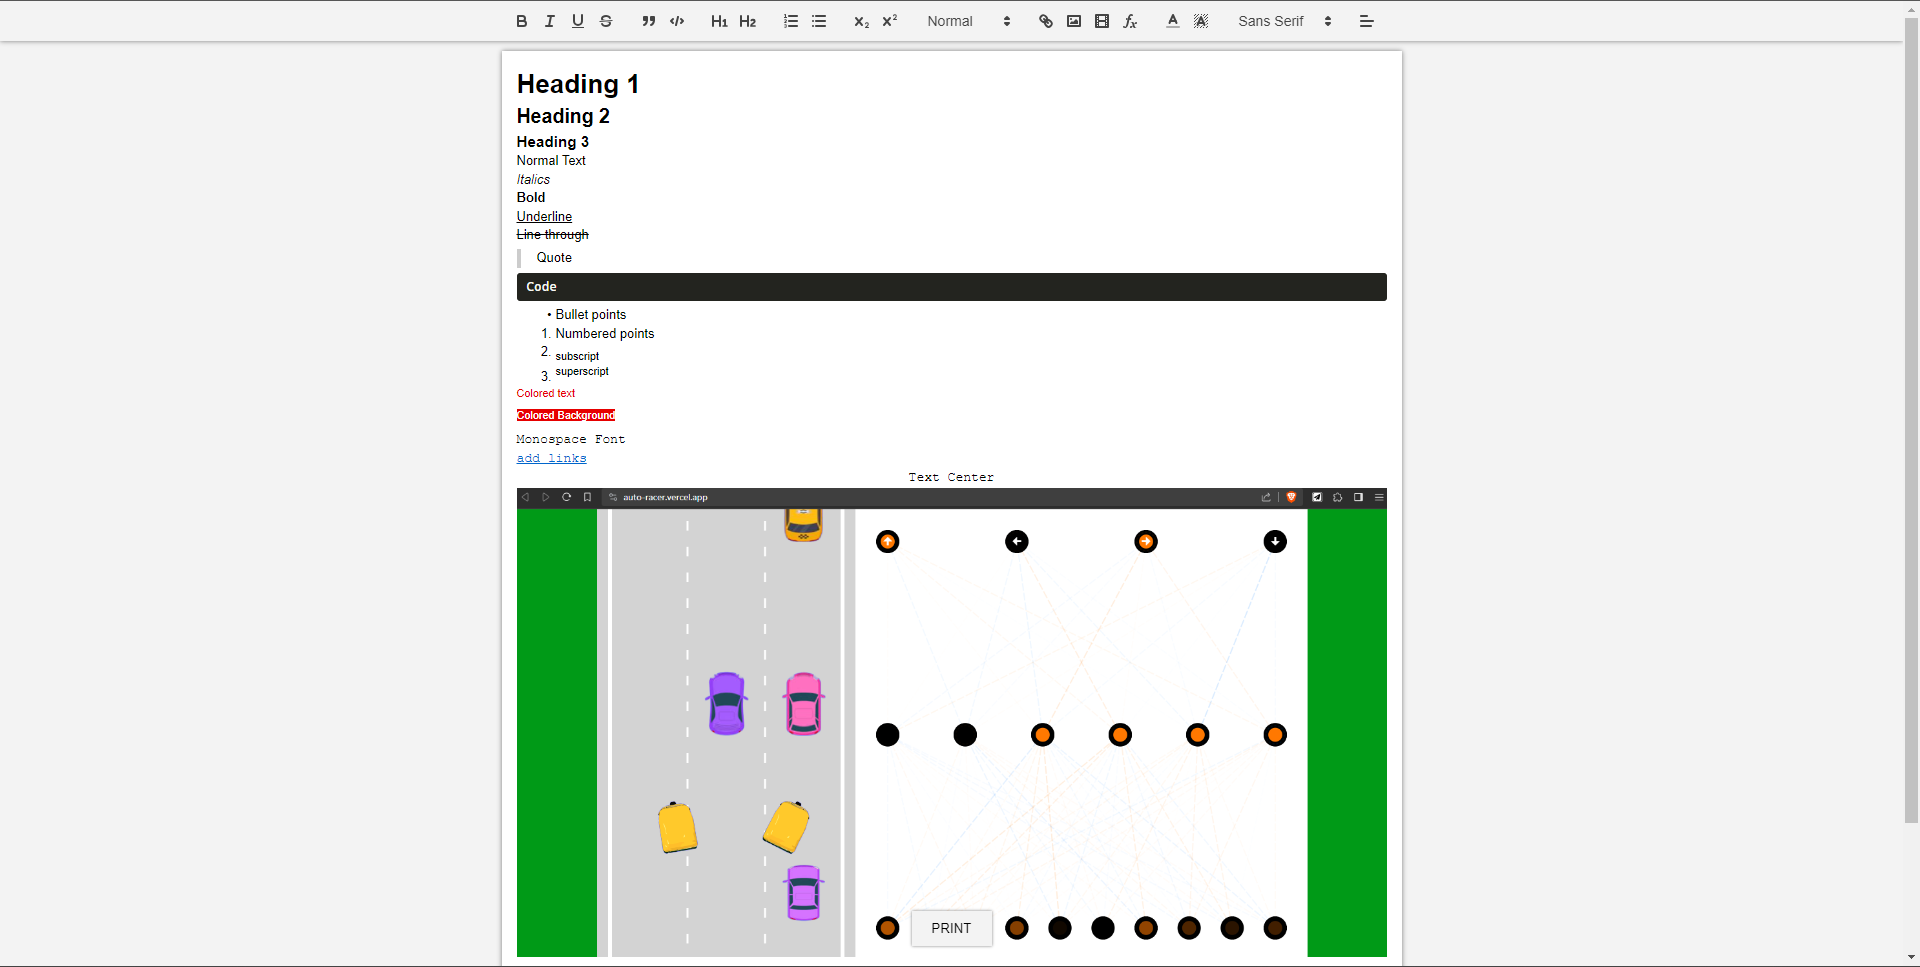 B I U S H1 H2 X₂ X² Normal fx A A Sans Serif
Heading 1
Heading 2
Heading 3
Normal Text
Italics
Bold
Underline
Line through
Quote
Code
• Bullet points
1. Numbered points
2. subscript
3. superscript
Colored text
Colored Background
Monospace Font
add links
Text Center
auto-racer.vercel.app
PRINT